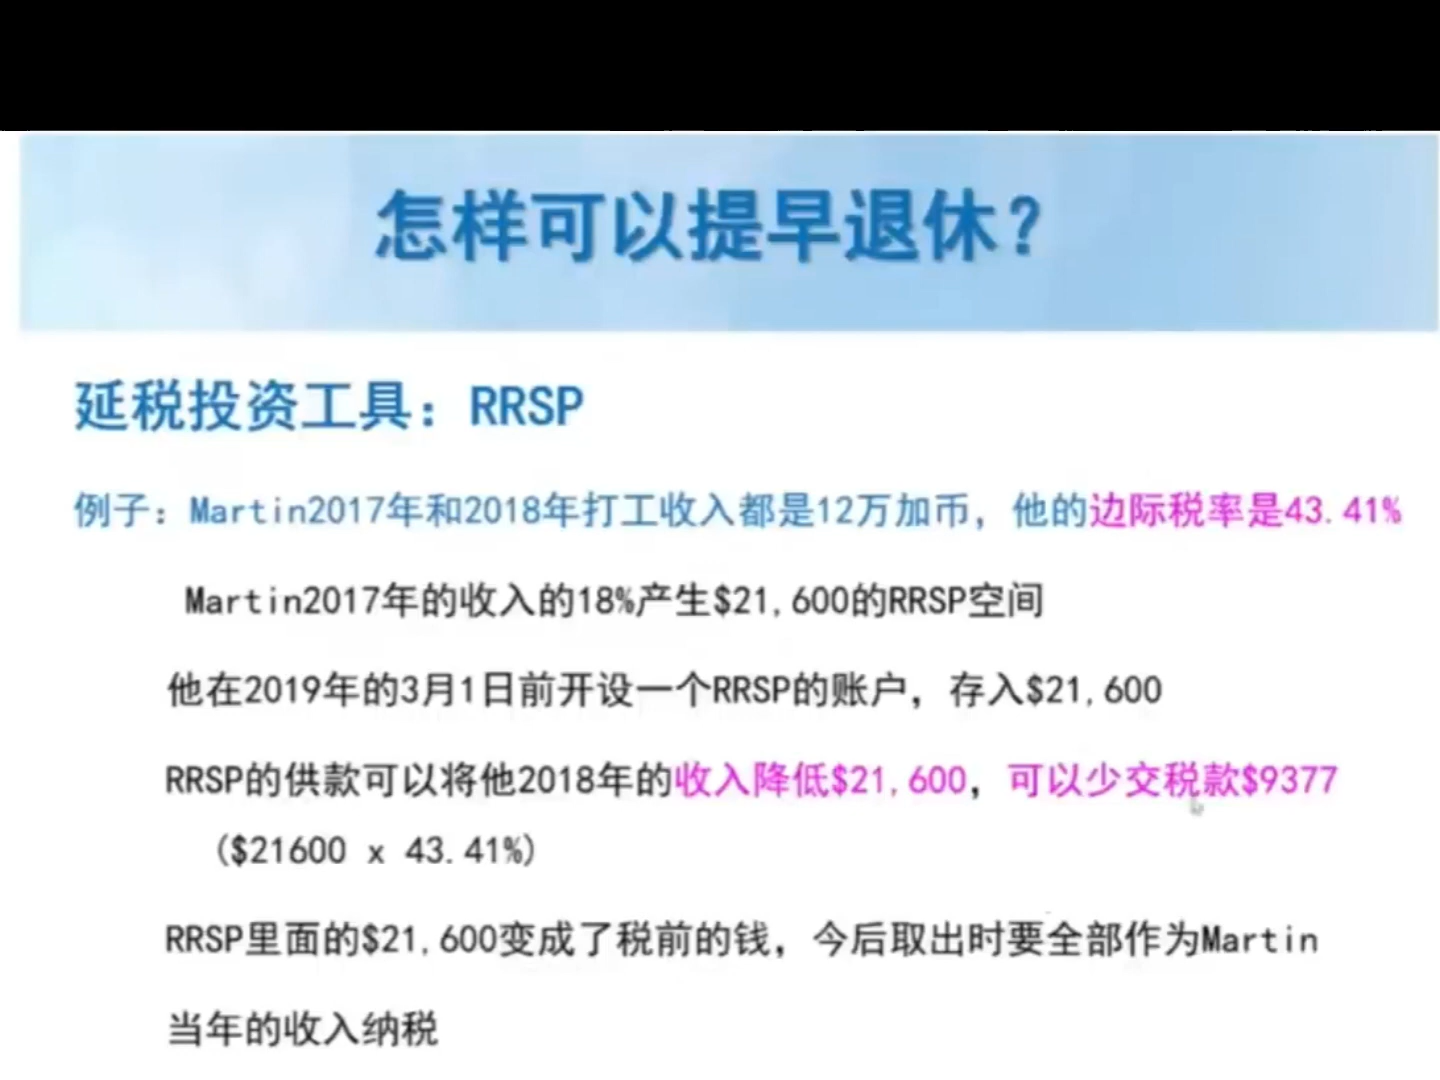 怎样可以提早退休?
延税投资工具: RRSP
例子: Martin2017年和2018年打工收入都是12万加币, 他的边际税率是43.41%
Martin2017年的收入的18%产生$21,600的RRSP空间
他在2019年的3月1日前开设一个RRSP的账户, 存入$21,600
RRSP的供款可以将他2018年的收入降低$21,600, 可以少交税款$9377
($21600 x 43.41%)
RRSP里面的$21,600变成了税前的钱, 今后取出时要全部作为Martin
当年的收入纳税